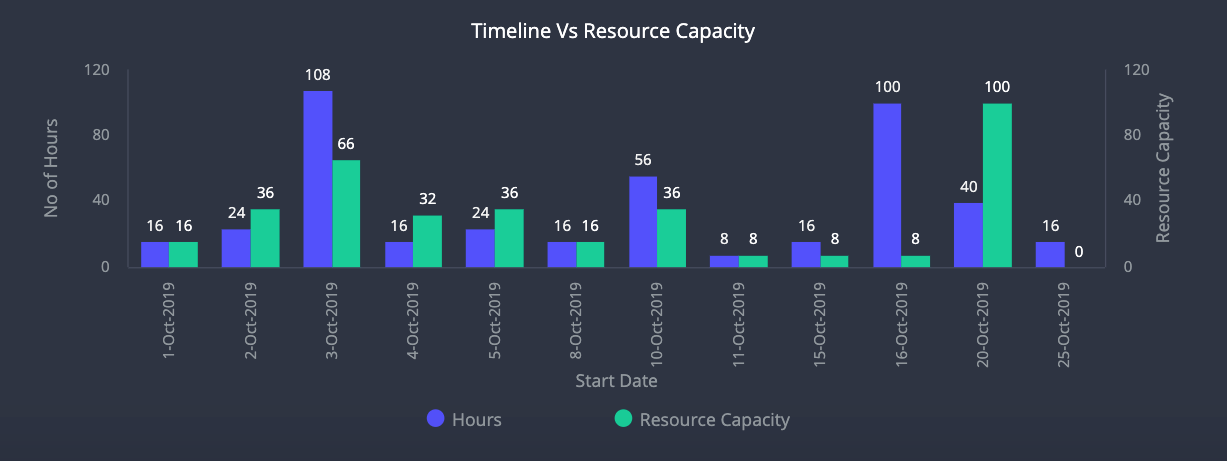 Timeline Vs Resource Capacity
No of Hours
120
80
40
0
120
80
40
0
Resource Capacity
16 16
24 36
108 66
16 32
24 36
16 16
56 36
8 8
16 8
100 8
40 100
16 0
1-Oct-2019
2-Oct-2019
3-Oct-2019
4-Oct-2019
5-Oct-2019
8-Oct-2019
10-Oct-2019
11-Oct-2019
15-Oct-2019
16-Oct-2019
20-Oct-2019
25-Oct-2019
Start Date
Hours
Resource Capacity